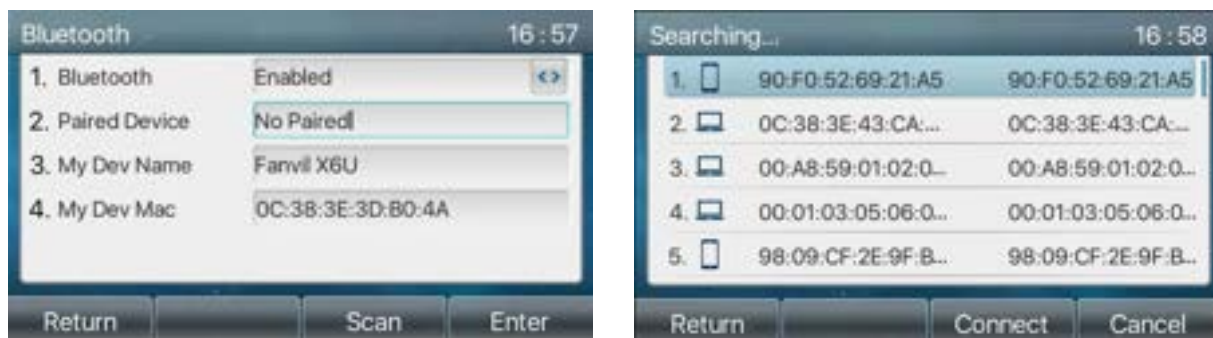 Bluetooth 16:57
1. Bluetooth Enabled <>
2. Paired Device No Paired
3. My Dev Name Fanvil X6U
4. My Dev Mac 0C:38:3E:3D:B0:4A
Return Scan Enter
Searching... 16:58
1. 90:F0:52:69:21:A5 90:F0:52:69:21:A5
2. 0C:38:3E:43:CA:... 0C:38:3E:43:CA:...
3. 00:A8:59:01:02:0... 00:A8:59:01:02:0...
4. 00:01:03:05:06:0... 00:01:03:05:06:0...
5. 98:09:CF:2E:9F:B... 98:09:CF:2E:9F:B...
Return Connect Cancel